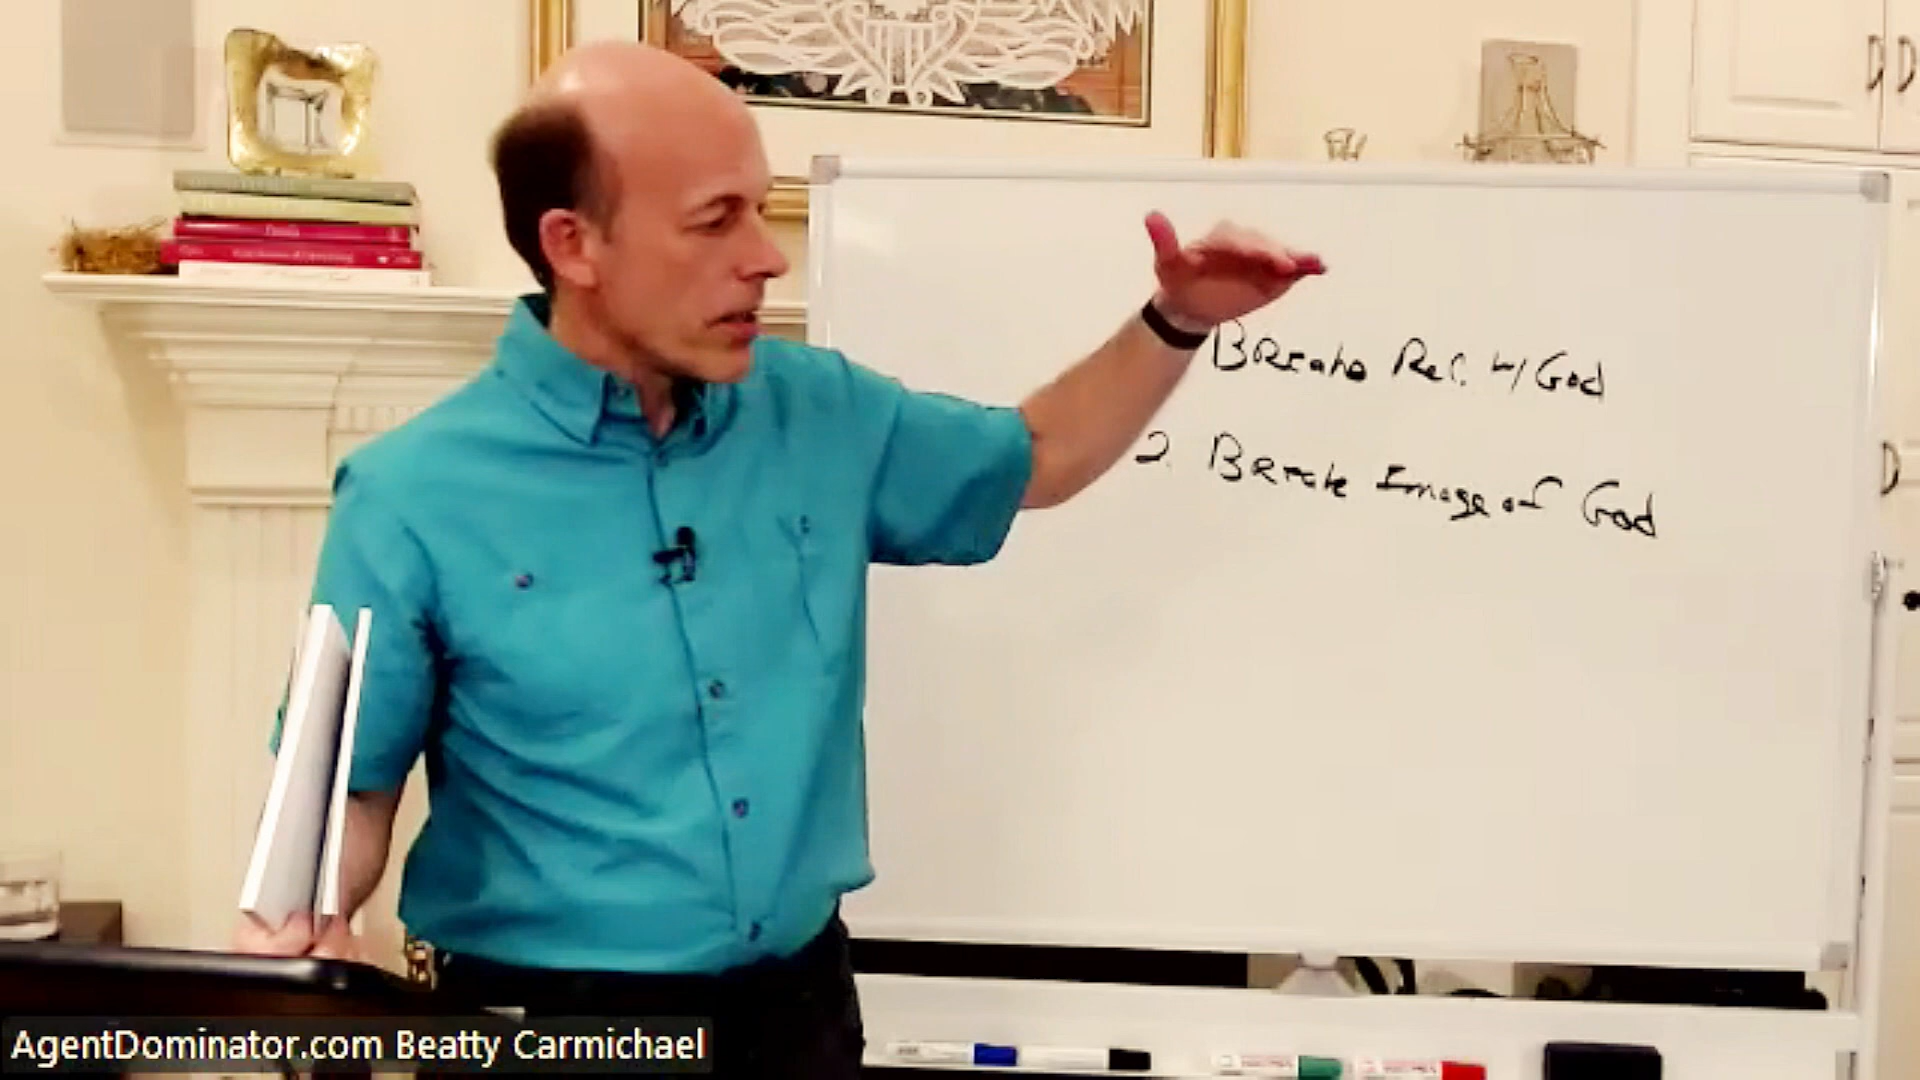 Breaks Rel. w/ God
2. Break Image of God
AgentDominator.com Beatty Carmichael